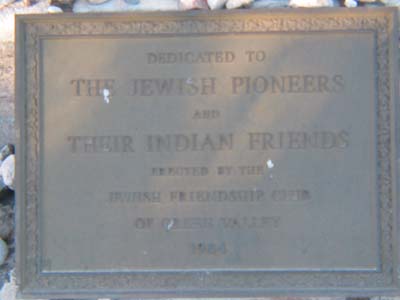 DEDICATED TO
THE JEWISH PIONEERS
AND
THEIR INDIAN FRIENDS
ERECTED BY THE
JEWISH FRIENDSHIP CLUB
OF GREEN VALLEY
1984